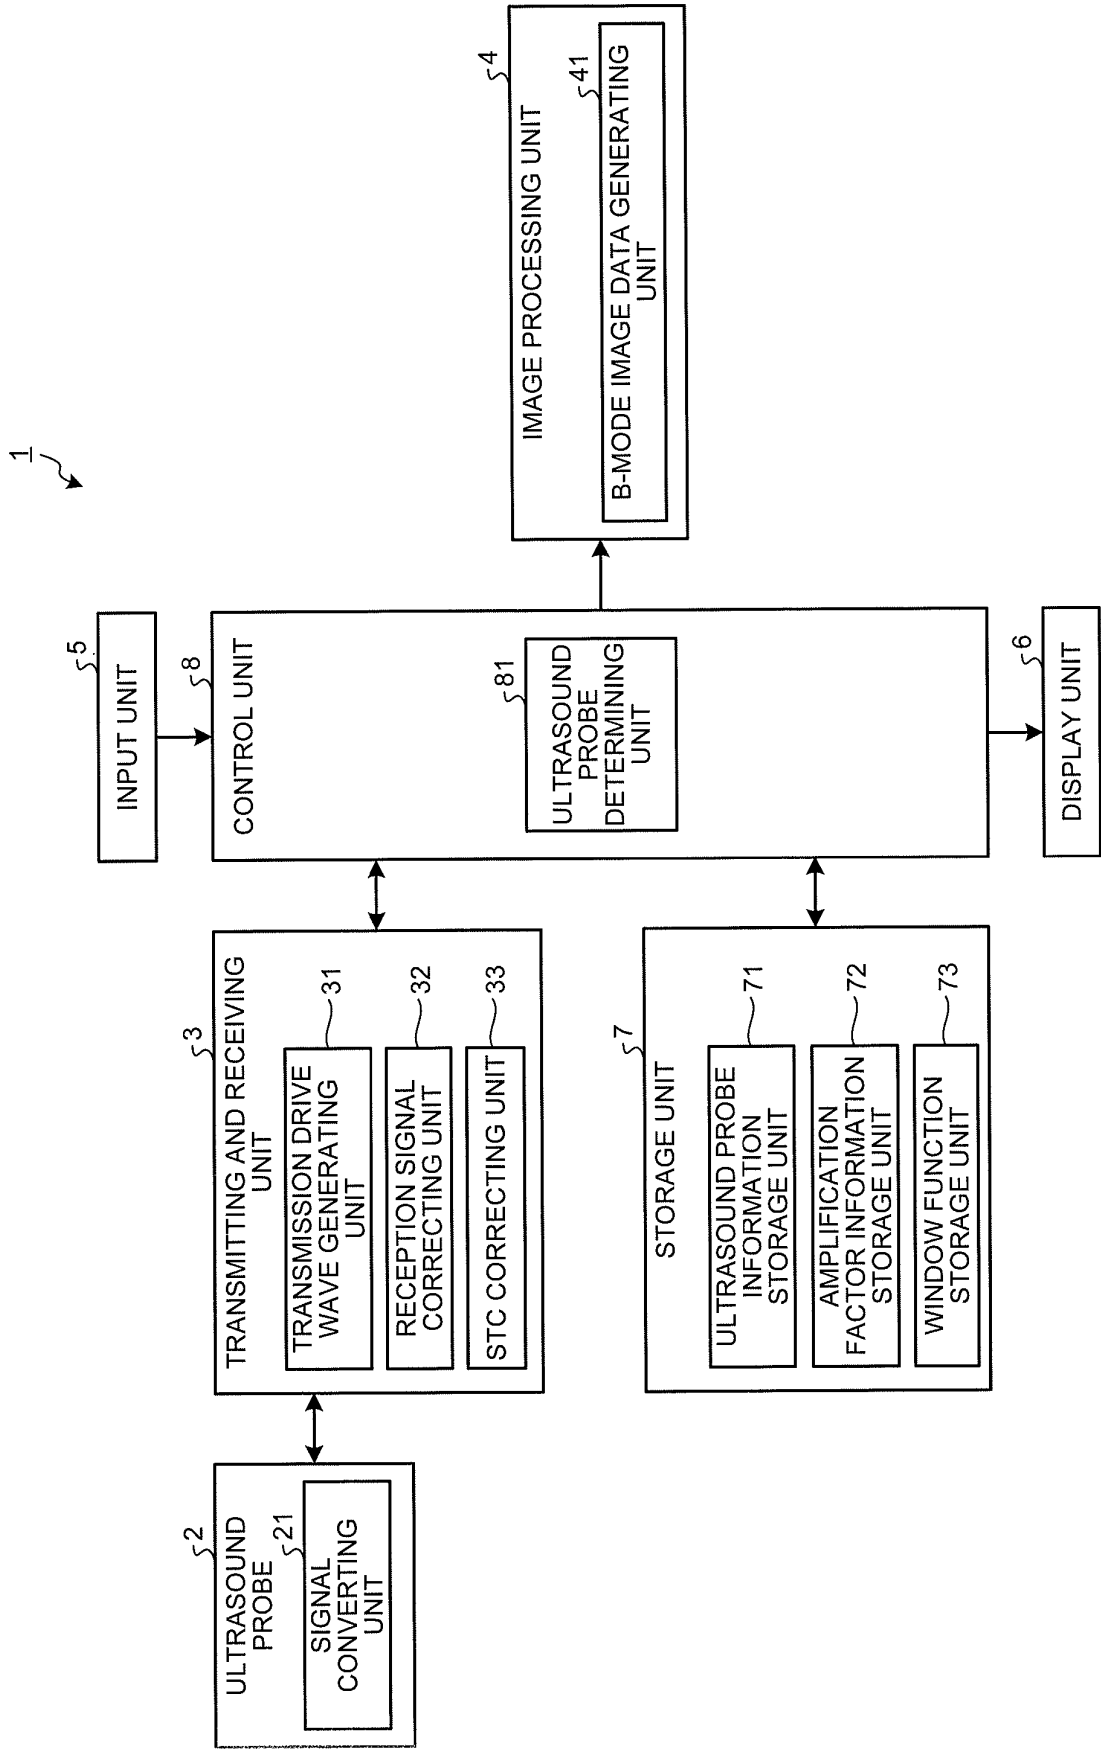 1
5
INPUT UNIT
2
ULTRASOUND
PROBE
21
SIGNAL
CONVERTING
UNIT
3
TRANSMITTING AND RECEIVING
UNIT
TRANSMISSION DRIVE
WAVE GENERATING
UNIT
31
RECEPTION SIGNAL
CORRECTING UNIT
32
STC CORRECTING UNIT
33
8
CONTROL UNIT
81
ULTRASOUND
PROBE
DETERMINING
UNIT
4
IMAGE PROCESSING UNIT
41
B-MODE IMAGE DATA GENERATING
UNIT
7
STORAGE UNIT
ULTRASOUND PROBE
INFORMATION
STORAGE UNIT
71
AMPLIFICATION
FACTOR INFORMATION
STORAGE UNIT
72
WINDOW FUNCTION
STORAGE UNIT
73
6
DISPLAY UNIT